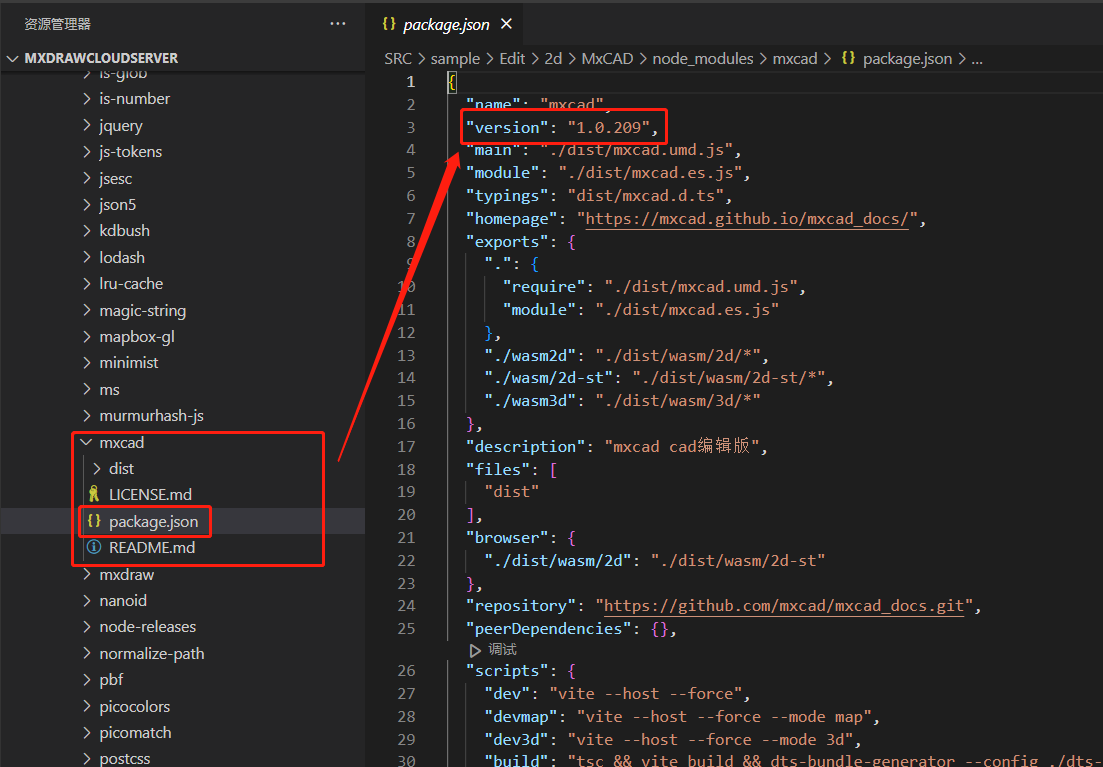 资源管理器
···
MXDRAWCLOUDSERVER
is-glob
is-number
jquery
js-tokens
jsesc
json5
kdbush
lodash
lru-cache
magic-string
mapbox-gl
minimist
ms
murmurhash-js
mxcad
dist
LICENSE.md
{} package.json
README.md
mxdraw
nanoid
node-releases
normalize-path
pbf
picocolors
picomatch
postcss
{} package.json ×
SRC > sample > Edit > 2d > MxCAD > node_modules > mxcad > {} package.json > ...
1 {
2 "name": "mxcad",
3 "version": "1.0.209",
4 "main": "./dist/mxcad.umd.js",
5 "module": "./dist/mxcad.es.js",
6 "typings": "dist/mxcad.d.ts",
7 "homepage": "https://mxcad.github.io/mxcad_docs/",
8 "exports": {
9 ".": {
10 "require": "./dist/mxcad.umd.js",
11 "module": "./dist/mxcad.es.js"
12 },
13 "./wasm2d": "./dist/wasm/2d/*",
14 "./wasm/2d-st": "./dist/wasm/2d-st/*",
15 "./wasm3d": "./dist/wasm/3d/*"
16 },
17 "description": "mxcad cad编辑版",
18 "files": [
19 "dist"
20 ],
21 "browser": {
22 "./dist/wasm/2d": "./dist/wasm/2d-st"
23 },
24 "repository": "https://github.com/mxcad/mxcad_docs.git",
25 "peerDependencies": {},
调试
26 "scripts": {
27 "dev": "vite --host --force",
28 "devmap": "vite --host --force --mode map",
29 "dev3d": "vite --host --force --mode 3d",
30 "build": "tsc && vite build && dts-bundle-generator --config ./dts-